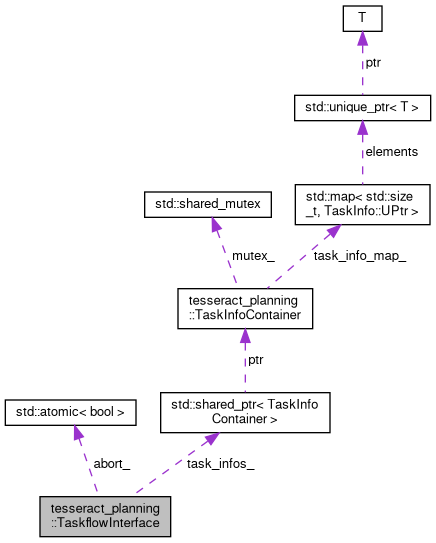 T
ptr
std::unique_ptr< T >
elements
std::map< std::size
_t, TaskInfo::UPtr >
std::shared_mutex
mutex_
task_info_map_
tesseract_planning
::TaskInfoContainer
ptr
std::shared_ptr< TaskInfo
Container >
std::atomic< bool >
abort_
task_infos_
tesseract_planning
::TaskflowInterface